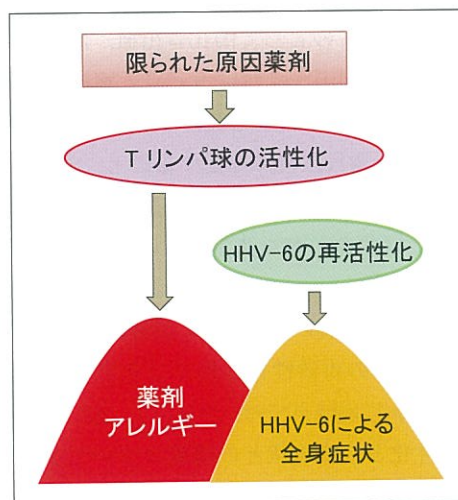 限られた原因薬剤
Tリンパ球の活性化
HHV-6の再活性化
薬剤
アレルギー
HHV-6による
全身症状